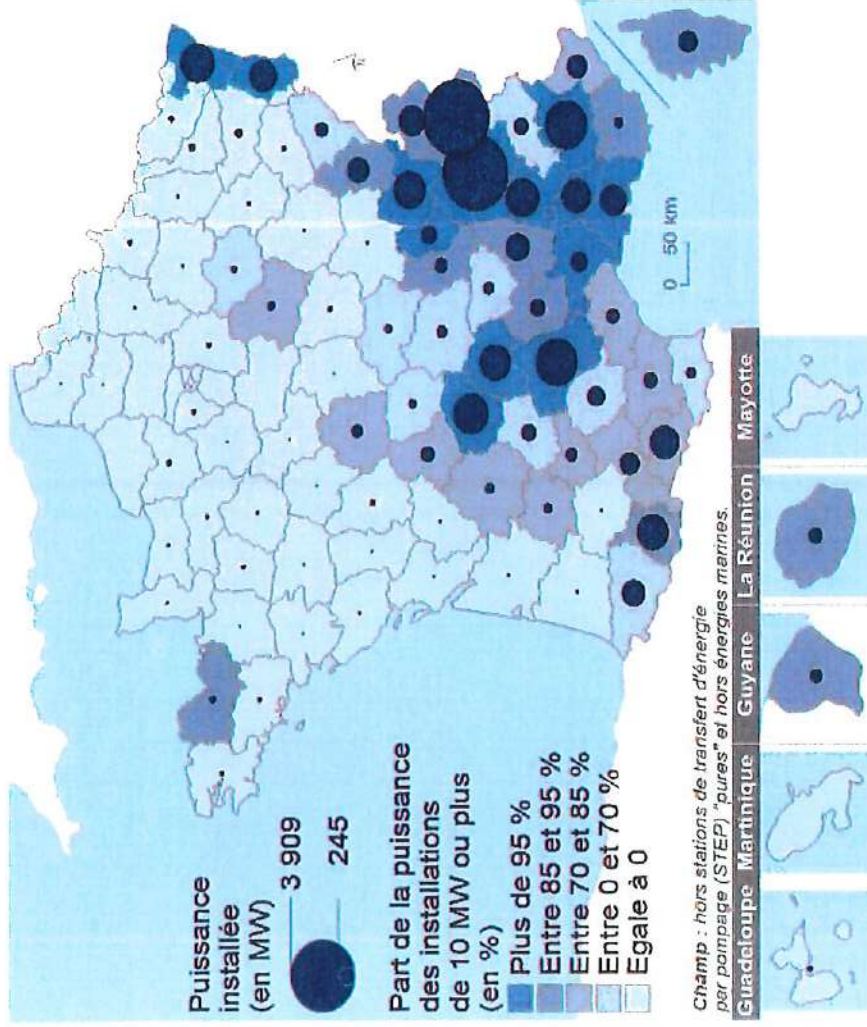 Puissance
installée
(en MW)
3 909
245
Part de la puissance
des installations
de 10 MW ou plus
(en %)
Plus de 95 %
Entre 85 et 95 %
Entre 70 et 85 %
Entre 0 et 70 %
Egale à 0
0 50 km
Champ : hors stations de transfert d'énergie
par pompage (STEP) "pures" et hors énergies marines.
Guadeloupe
Martinique
Guyane
La Réunion
Mayotte